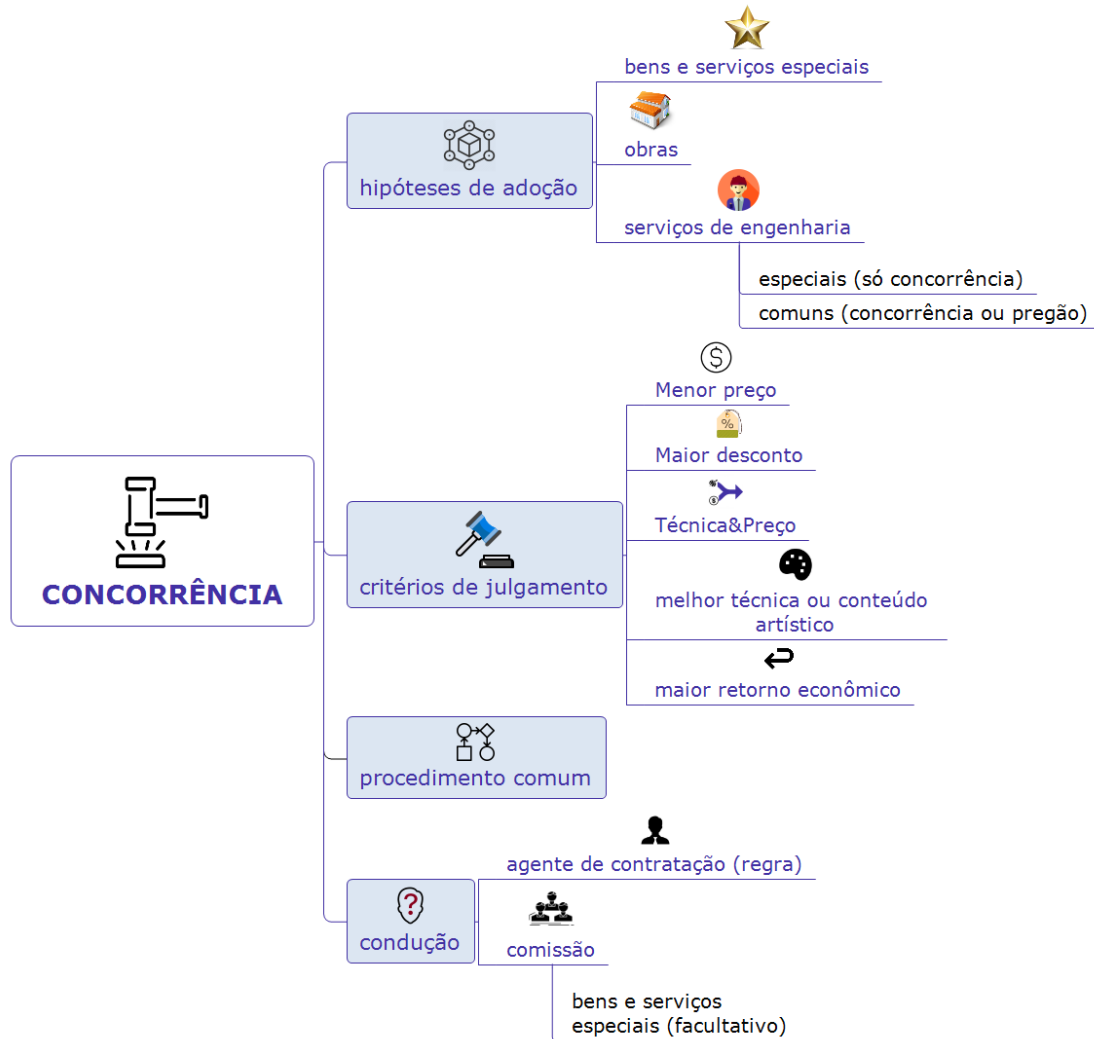 CONCORRÊNCIA
hipóteses de adoção
bens e serviços especiais
obras
serviços de engenharia
especiais (só concorrência)
comuns (concorrência ou pregão)
critérios de julgamento
$
Menor preço
%
Maior desconto
$
Técnica&Preço
melhor técnica ou conteúdo
artístico
maior retorno econômico
procedimento comum
?
condução
agente de contratação (regra)
comissão
bens e serviços
especiais (facultativo)